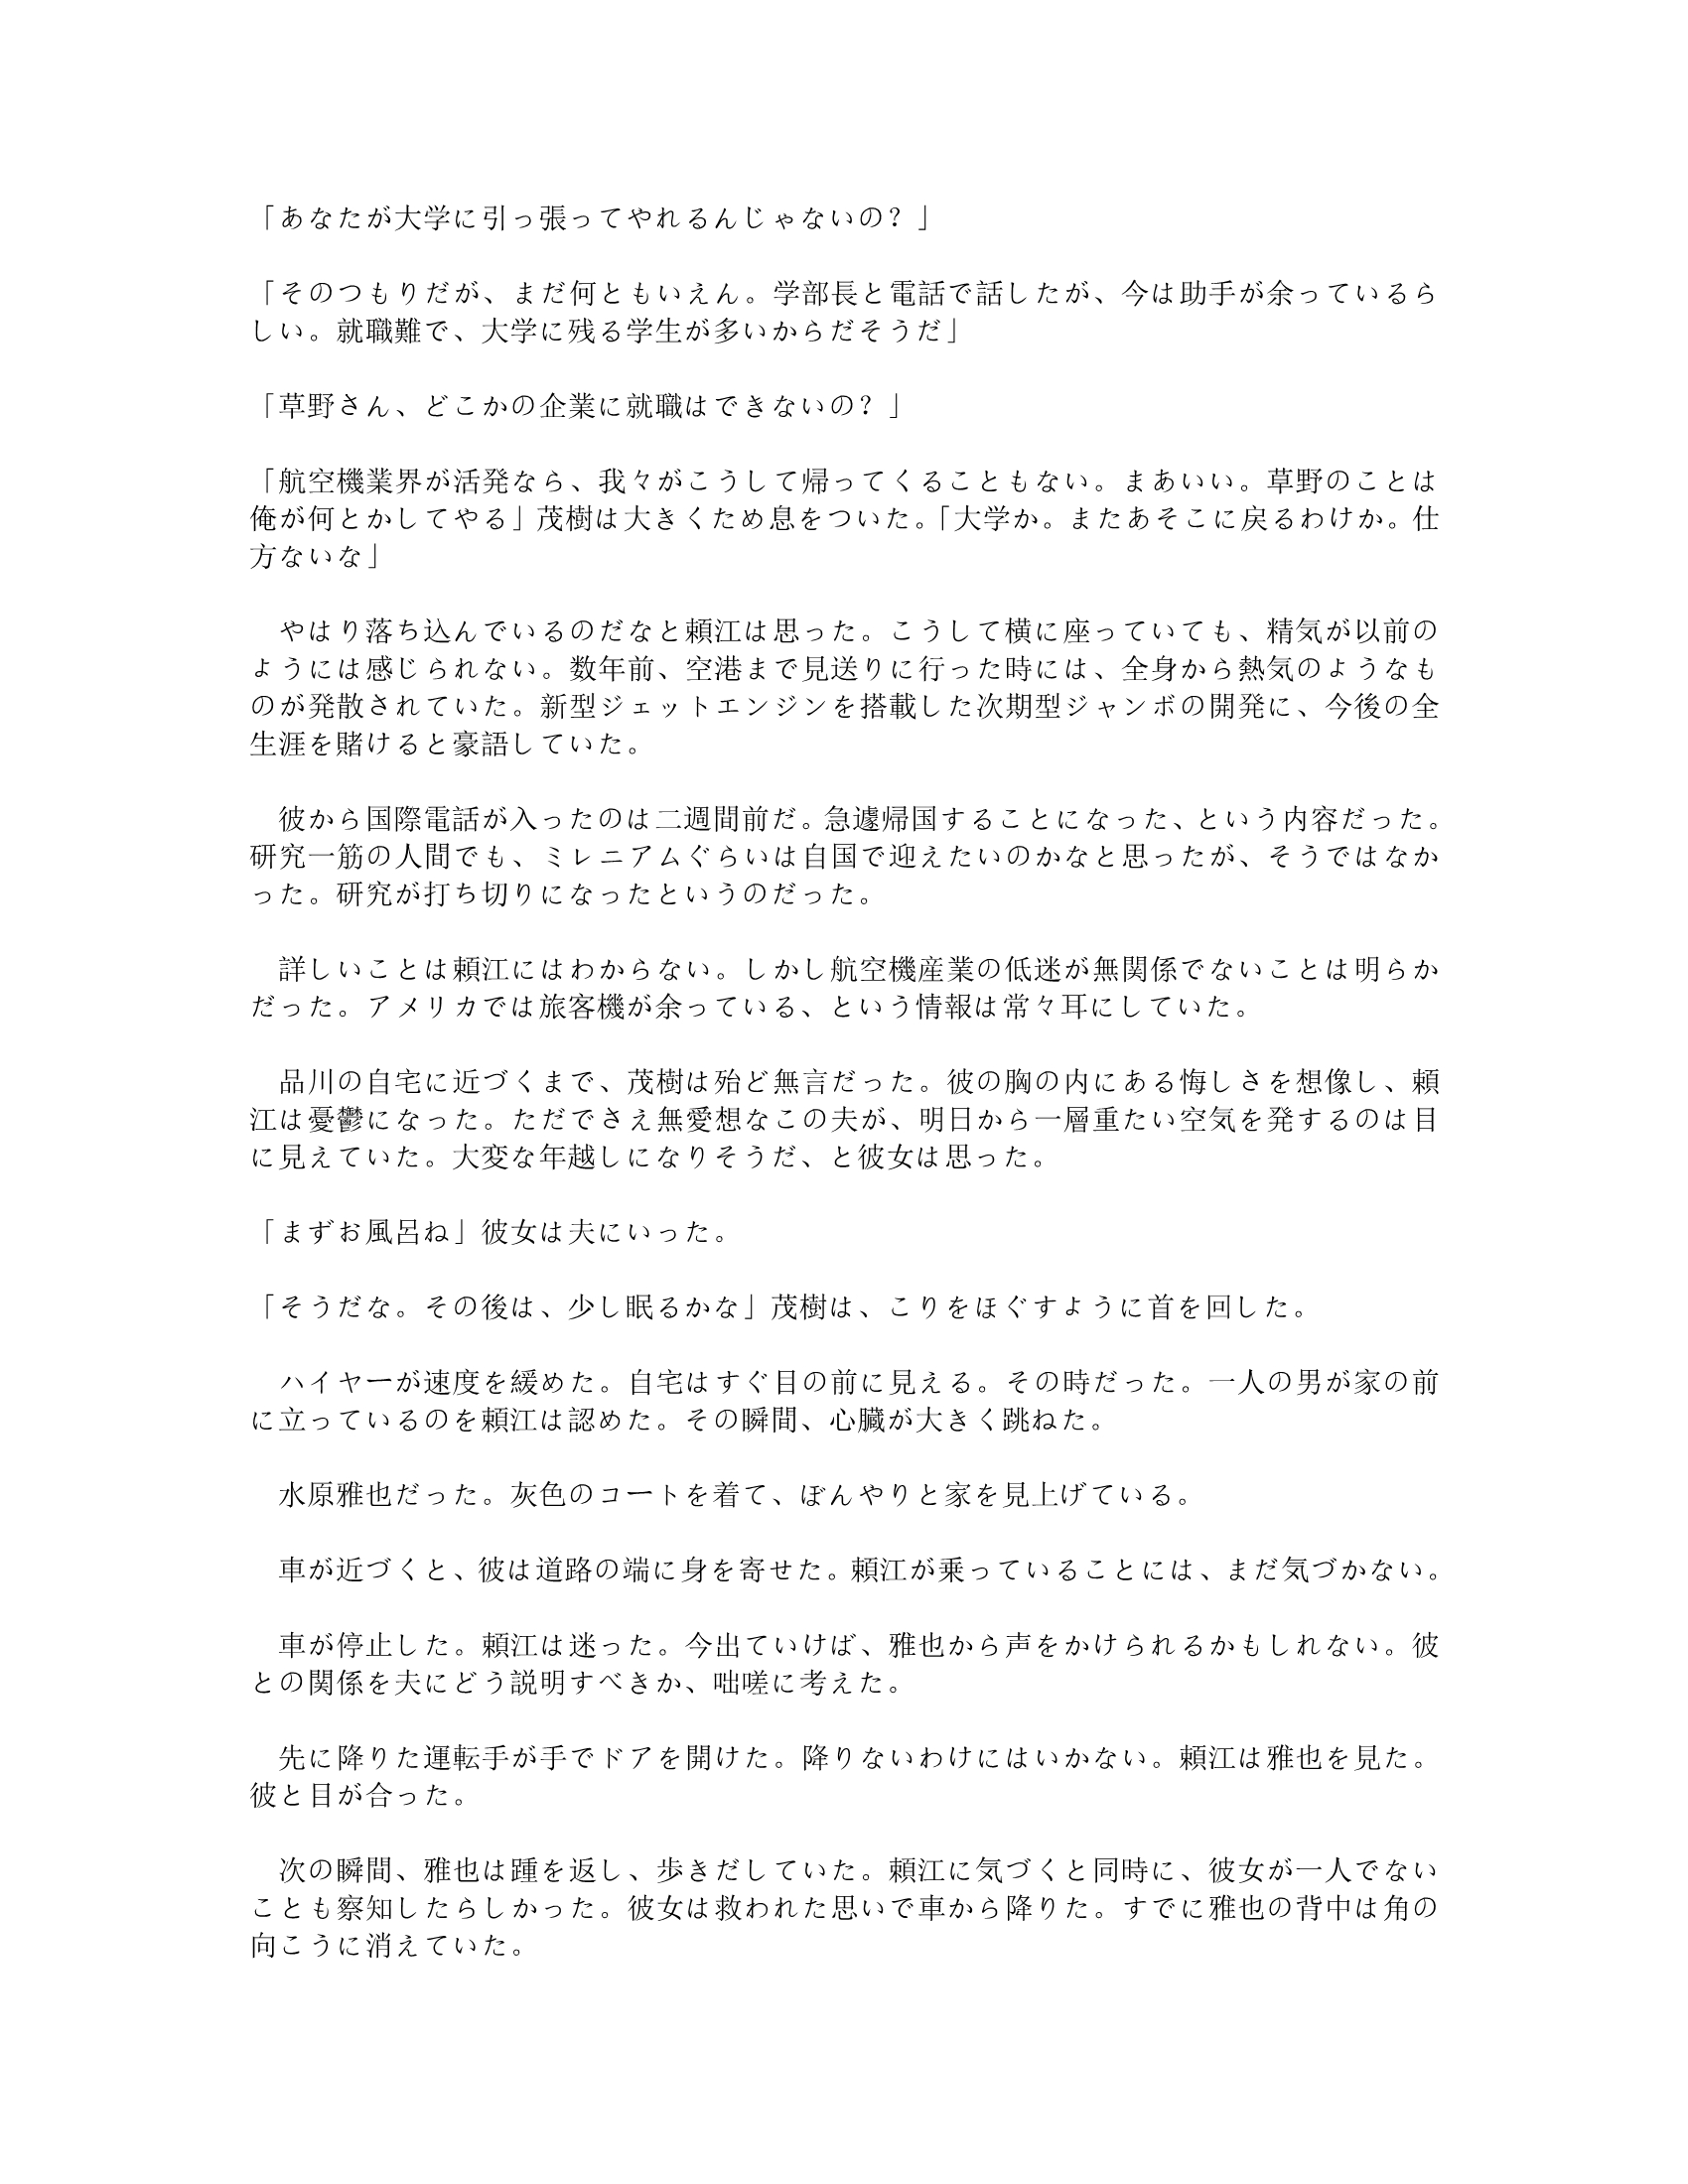 「あなたが大学に引っ張ってやれるんじゃないの？」
「そのつもりだが、まだ何ともいえん。学部長と電話で話したが、今は助手が余っているら
しい。就職難で、大学に残る学生が多いからだそうだ」
「草野さん、どこかの企業に就職はできないの？」
「航空機業界が活発なら、我々がこうして帰ってくることもない。まあいい。草野のことは
俺が何とかしてやる」茂樹は大きくため息をついた。「大学か。またあそこに戻るわけか。仕
方ないな」
　やはり落ち込んでいるのだなと頼江は思った。こうして横に座っていても、精気が以前の
ようには感じられない。数年前、空港まで見送りに行った時には、全身から熱気のようなも
のが発散されていた。新型ジェットエンジンを搭載した次期型ジャンボの開発に、今後の全
生涯を賭けると豪語していた。
　彼から国際電話が入ったのは二週間前だ。急遽帰国することになった、という内容だった。
研究一筋の人間でも、ミレニアムぐらいは自国で迎えたいのかなと思ったが、そうではなか
った。研究が打ち切りになったというのだった。
　詳しいことは頼江にはわからない。しかし航空機産業の低迷が無関係でないことは明らか
だった。アメリカでは旅客機が余っている、という情報は常々耳にしていた。
　品川の自宅に近づくまで、茂樹は殆ど無言だった。彼の胸の内にある悔しさを想像し、頼
江は憂鬱になった。ただでさえ無愛想なこの夫が、明日から一層重たい空気を発するのは目
に見えていた。大変な年越しになりそうだ、と彼女は思った。
「まずお風呂ね」彼女は夫にいった。
「そうだな。その後は、少し眠るかな」茂樹は、こりをほぐすように首を回した。
　ハイヤーが速度を緩めた。自宅はすぐ目の前に見える。その時だった。一人の男が家の前
に立っているのを頼江は認めた。その瞬間、心臓が大きく跳ねた。
　水原雅也だった。灰色のコートを着て、ぼんやりと家を見上げている。
　車が近づくと、彼は道路の端に身を寄せた。頼江が乗っていることには、まだ気づかない。
　車が停止した。頼江は迷った。今出ていけば、雅也から声をかけられるかもしれない。彼
との関係を夫にどう説明すべきか、咄嗟に考えた。
　先に降りた運転手が手でドアを開けた。降りないわけにはいかない。頼江は雅也を見た。
彼と目が合った。
　次の瞬間、雅也は踵を返し、歩きだしていた。頼江に気づくと同時に、彼女が一人でない
ことも察知したらしかった。彼女は救われた思いで車から降りた。すでに雅也の背中は角の
向こうに消えていた。